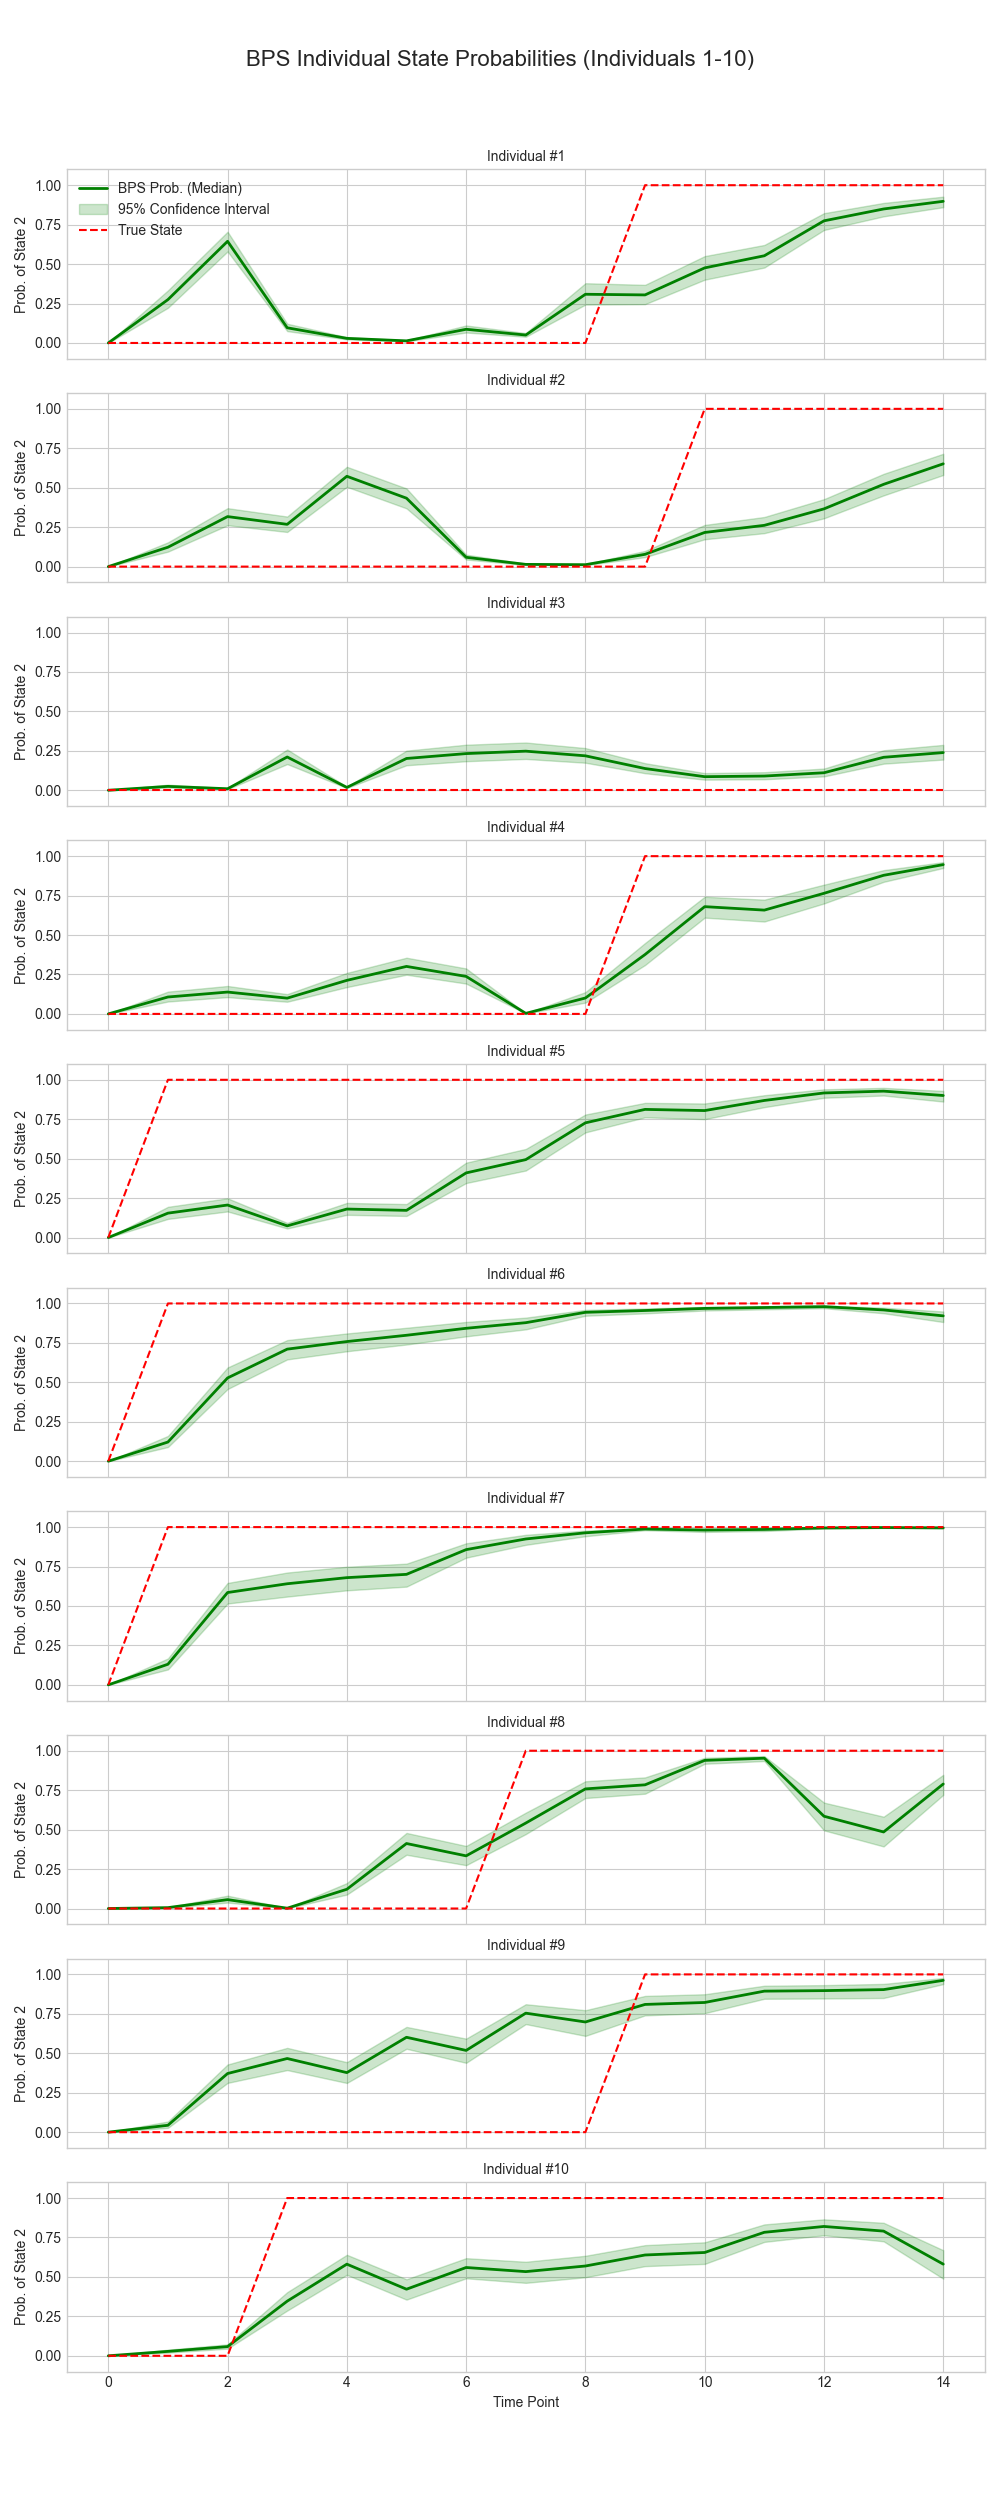 BPS Individual State Probabilities (Individuals 1-10)
Individual #1
Prob. of State 2
1.00
0.75
0.50
0.25
0.00
BPS Prob. (Median)
95% Confidence Interval
True State
Individual #2
Prob. of State 2
1.00
0.75
0.50
0.25
0.00
Individual #3
Prob. of State 2
1.00
0.75
0.50
0.25
0.00
Individual #4
Prob. of State 2
1.00
0.75
0.50
0.25
0.00
Individual #5
Prob. of State 2
1.00
0.75
0.50
0.25
0.00
Individual #6
Prob. of State 2
1.00
0.75
0.50
0.25
0.00
Individual #7
Prob. of State 2
1.00
0.75
0.50
0.25
0.00
Individual #8
Prob. of State 2
1.00
0.75
0.50
0.25
0.00
Individual #9
Prob. of State 2
1.00
0.75
0.50
0.25
0.00
Individual #10
Prob. of State 2
1.00
0.75
0.50
0.25
0.00
0 2 4 6 8 10 12 14
Time Point